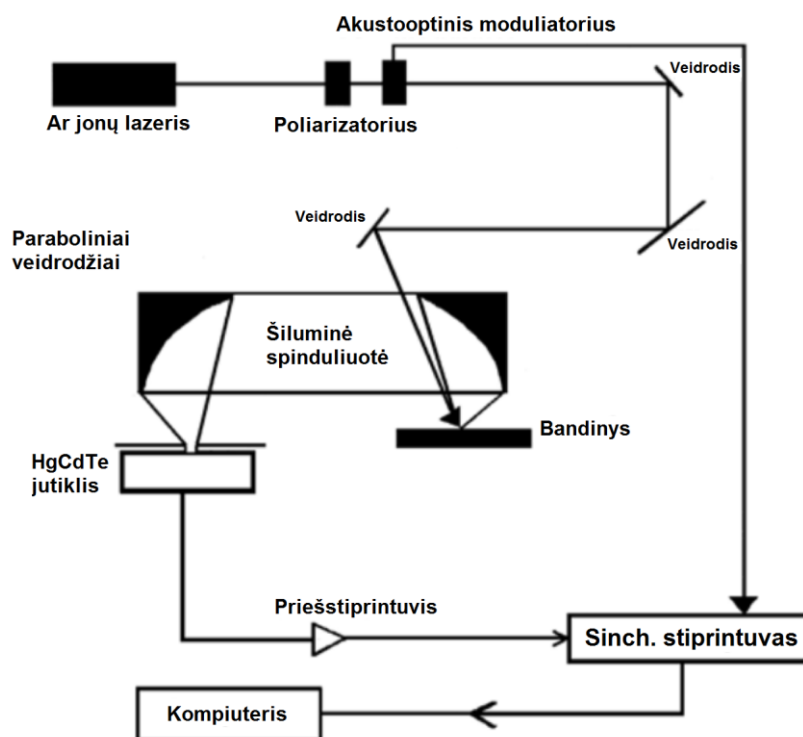 Akustooptinis moduliatorius
Veidrodis
Ar jonų lazeris
Poliarizatorius
Veidrodis
Veidrodis
Paraboliniai
veidrodžiai
Šiluminė
spinduliuotė
Bandinys
HgCdTe
jutiklis
Priešstiprintuvis
Sinch. stiprintuvas
Kompiuteris